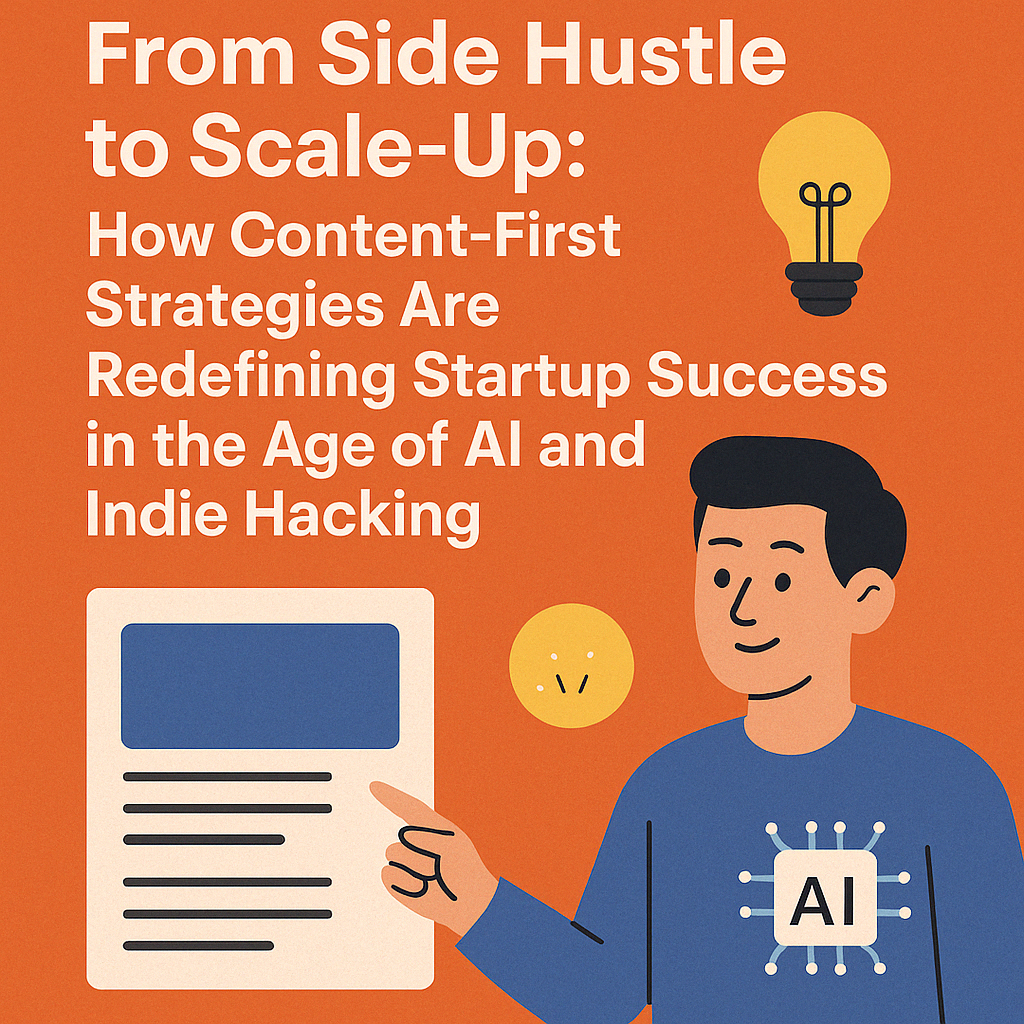 From Side Hustle
to Scale-Up:
How Content-First
Strategies Are
Redefining Startup Success
in the Age of AI and
Indie Hacking
AI